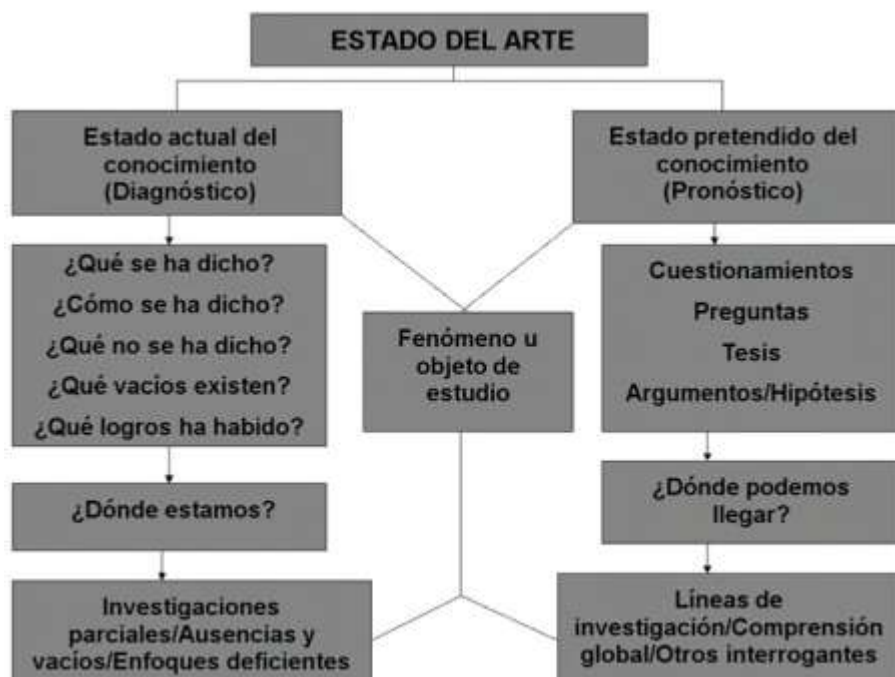 ESTADO DEL ARTE
Estado actual del
conocimiento
(Diagnóstico)
Estado pretendido del
conocimiento
(Pronóstico)
¿Qué se ha dicho?
¿Cómo se ha dicho?
¿Qué no se ha dicho?
¿Qué vacíos existen?
¿Qué logros ha habido?
Fenómeno u
objeto de
estudio
Cuestionamientos
Preguntas
Tesis
Argumentos/Hipótesis
¿Dónde estamos?
¿Dónde podemos
llegar?
Investigaciones
parciales/Ausencias y
vacíos/Enfoques deficientes
Líneas de
investigación/Comprensión
global/Otros interrogantes